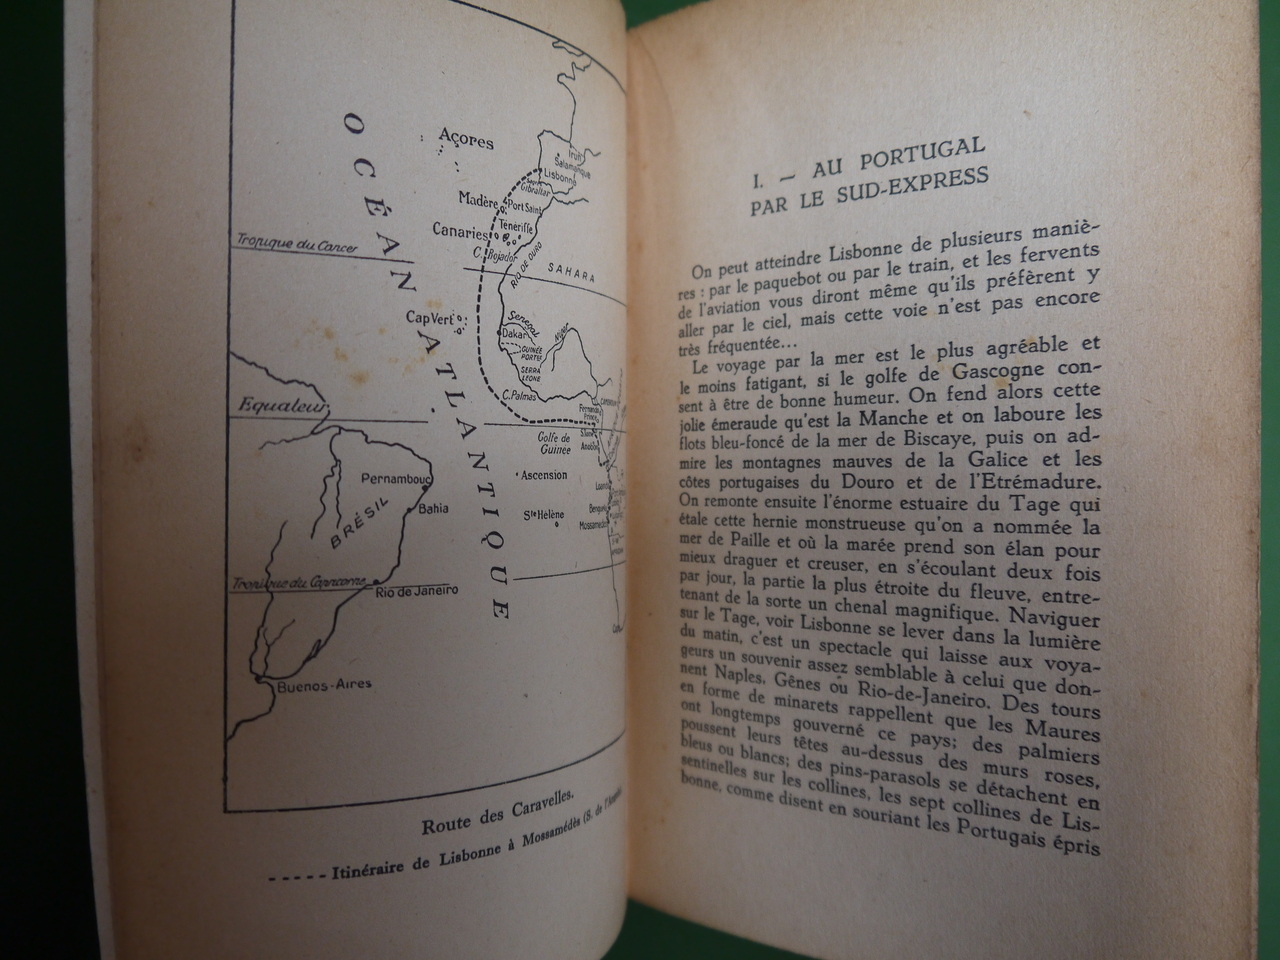 OCÉAN ATLANTIQUE
Açores
Irun
Salamanque
Lisbonne
Gibraltar
Madère
Port Saint
Ténériffe
Canaries
C. Bojador
RIO DE OURO
Tropique du Cancer
SAHARA
Cap Vert
Sénégal
Dakar
Niger
GUINÉE
PORTUG
SERRA
LEONE
C. Palmas
Equateur
Golfe de
Guinée
Ascension
Pernambouc
BRÉSIL
Bahia
Ste Hélène
Mossamedès
Tropique du Capricorne
Rio de Janeiro
Buenos-Aires
Route des Caravelles.
----- Itinéraire de Lisbonne à Mossamédès (S. de l'
I. — AU PORTUGAL
PAR LE SUD-EXPRESS
On peut atteindre Lisbonne de plusieurs maniè-
res : par le paquebot ou par le train, et les fervents
de l'aviation vous diront même qu'ils préfèrent y
aller par le ciel, mais cette voie n'est pas encore
très fréquentée...
Le voyage par la mer est le plus agréable et
le moins fatigant, si le golfe de Gascogne con-
sent à être de bonne humeur. On fend alors cette
jolie émeraude qu'est la Manche et on laboure les
flots bleu-foncé de la mer de Biscaye, puis on ad-
mire les montagnes mauves de la Galice et les
côtes portugaises du Douro et de l'Etrémadure.
On remonte ensuite l'énorme estuaire du Tage qui
étale cette hernie monstrueuse qu'on a nommée la
mer de Paille et où la marée prend son élan pour
mieux draguer et creuser, en s'écoulant deux fois
par jour, la partie la plus étroite du fleuve, entre-
tenant de la sorte un chenal magnifique. Naviguer
sur le Tage, voir Lisbonne se lever dans la lumière
du matin, c'est un spectacle qui laisse aux voya-
geurs un souvenir assez semblable à celui que don-
nent Naples, Gênes ou Rio-de-Janeiro. Des tours
en forme de minarets rappellent que les Maures
ont longtemps gouverné ce pays; des palmiers
poussent leurs têtes au-dessus des murs roses,
bleus ou blancs; des pins-parasols se détachent en
sentinelles sur les collines, les sept collines de Lis-
bonne, comme disent en souriant les Portugais épris